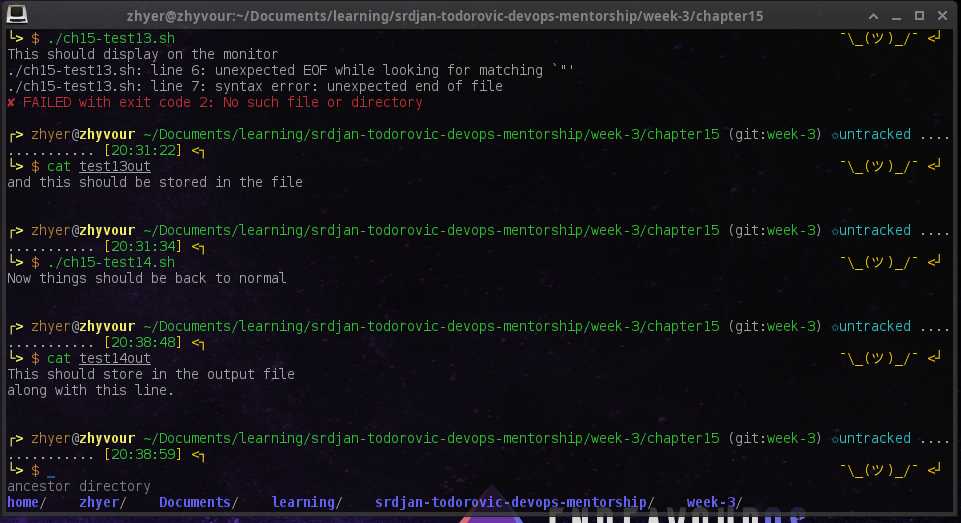 zhyer@zhyvour:~/Documents/learning/srdjan-todorovic-devops-mentorship/week-3/chapter15
└> $ ./ch15-test13.sh ¯\_(ツ)_/¯ <┘
This should display on the monitor
./ch15-test13.sh: line 6: unexpected EOF while looking for matching `"'
./ch15-test13.sh: line 7: syntax error: unexpected end of file
✘ FAILED with exit code 2: No such file or directory
┌> zhyer@zhyvour ~/Documents/learning/srdjan-todorovic-devops-mentorship/week-3/chapter15 (git:week-3) ✩untracked ....
........... [20:31:22] <┐
└> $ cat test13out ¯\_(ツ)_/¯ <┘
and this should be stored in the file
┌> zhyer@zhyvour ~/Documents/learning/srdjan-todorovic-devops-mentorship/week-3/chapter15 (git:week-3) ✩untracked ....
........... [20:31:34] <┐
└> $ ./ch15-test14.sh ¯\_(ツ)_/¯ <┘
Now things should be back to normal
┌> zhyer@zhyvour ~/Documents/learning/srdjan-todorovic-devops-mentorship/week-3/chapter15 (git:week-3) ✩untracked ....
........... [20:38:48] <┐
└> $ cat test14out ¯\_(ツ)_/¯ <┘
This should store in the output file
along with this line.
┌> zhyer@zhyvour ~/Documents/learning/srdjan-todorovic-devops-mentorship/week-3/chapter15 (git:week-3) ✩untracked ....
........... [20:38:59] <┐
└> $ _ ¯\_(ツ)_/¯ <┘
ancestor directory
home/ zhyer/ Documents/ learning/ srdjan-todorovic-devops-mentorship/ week-3/